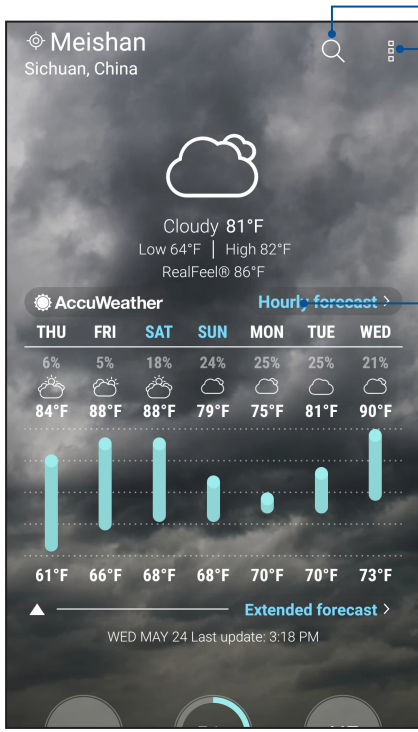 Meishan
Sichuan, China
Cloudy 81°F
Low 64°F | High 82°F
RealFeel® 86°F
AccuWeather Hourly forecast >
THU FRI SAT SUN MON TUE WED
6% 5% 18% 24% 25% 25% 21%
84°F 88°F 88°F 79°F 75°F 81°F 90°F
61°F 66°F 68°F 68°F 70°F 70°F 73°F
Extended forecast >
WED MAY 24 Last update: 3:18 PM